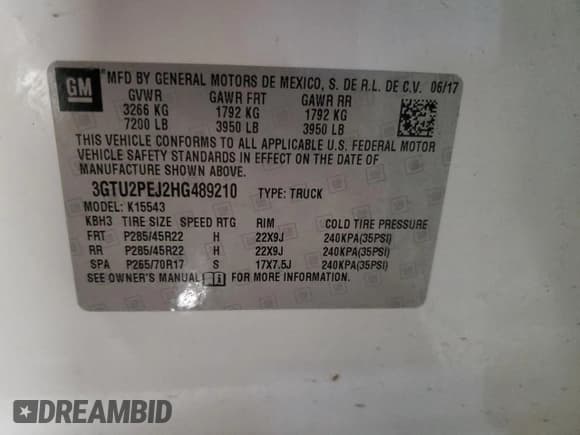 GM MFD BY GENERAL MOTORS DE MEXICO, S. DE R.L. DE C.V. 06/17
GVWR GAWR FRT GAWR RR
3266 KG 1792 KG 1792 KG
7200 LB 3950 LB 3950 LB
THIS VEHICLE CONFORMS TO ALL APPLICABLE U.S. FEDERAL MOTOR
VEHICLE SAFETY STANDARDS IN EFFECT ON THE DATE OF
MANUFACTURE SHOWN ABOVE.
3GTU2PEJ2HG489210 TYPE: TRUCK
MODEL: K15543
KBH3 TIRE SIZE SPEED RTG RIM COLD TIRE PRESSURE
FRT P285/45R22 H 22X9J 240KPA(35PSI)
RR P285/45R22 H 22X9J 240KPA(35PSI)
SPA P265/70R17 S 17X7.5J 240KPA(35PSI)
SEE OWNER'S MANUAL FOR MORE INFORMATION.
DREAMBID